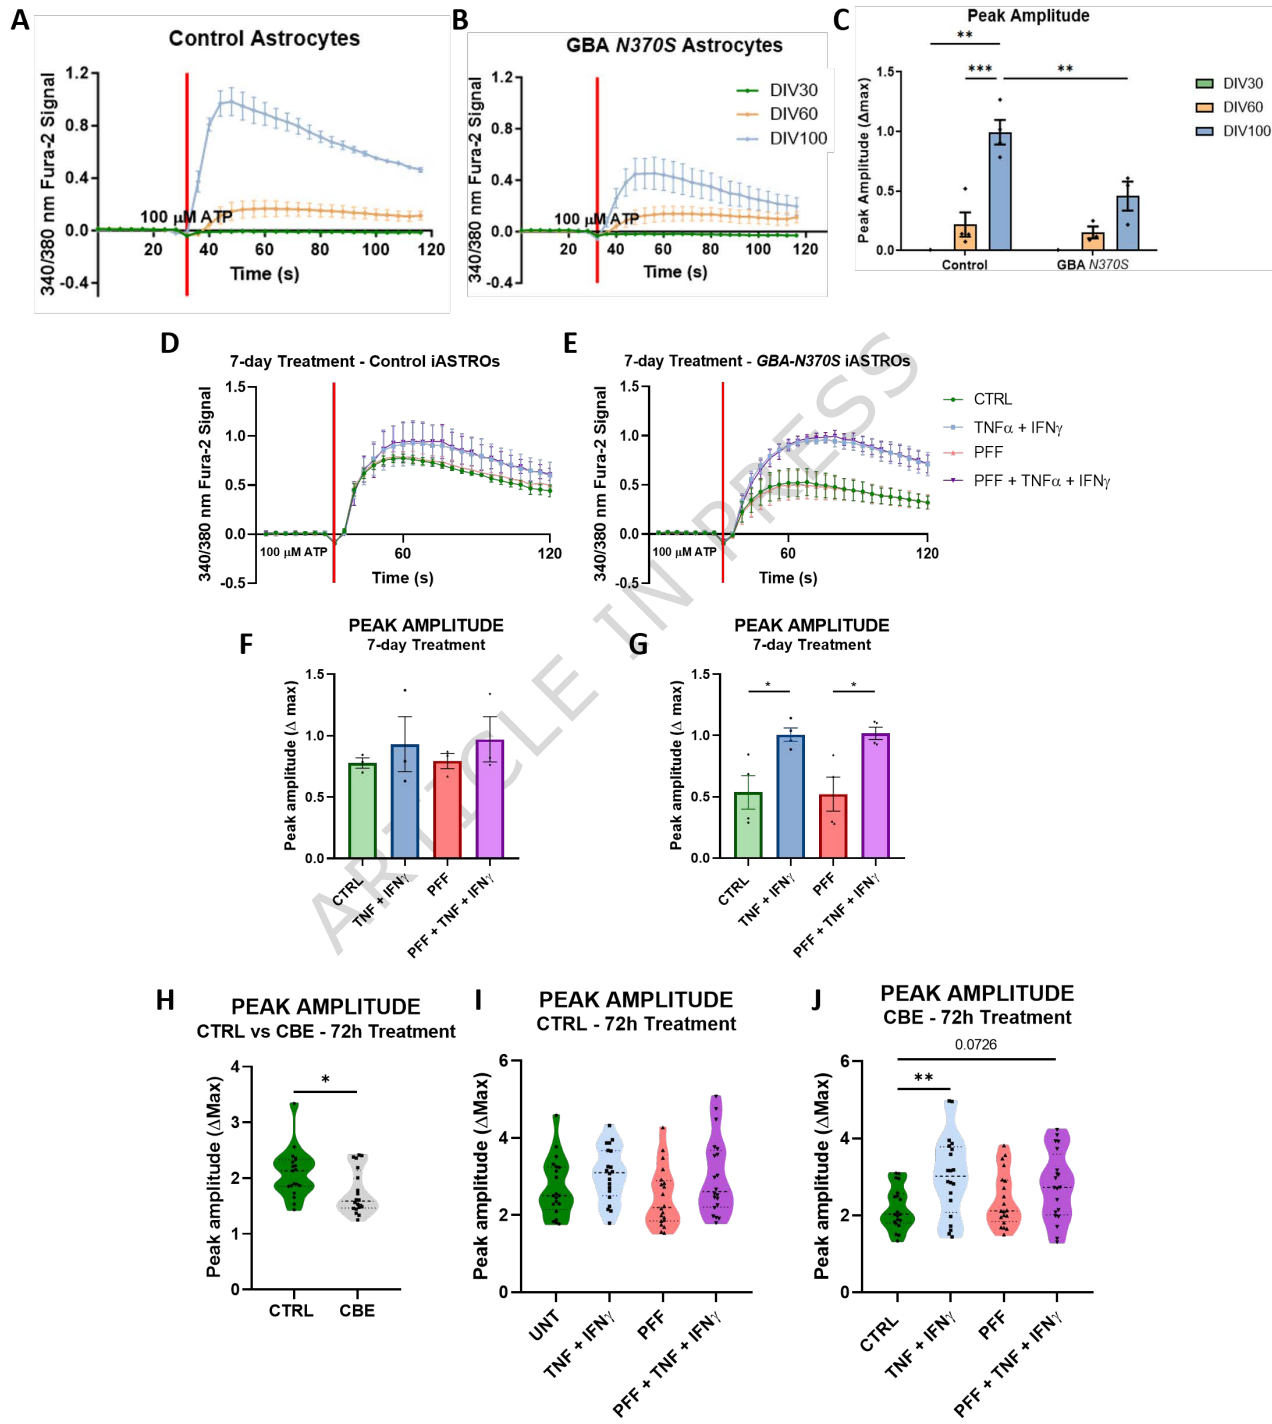 A
Control Astrocytes
340/380 nm Fura-2 Signal
1.2
0.8
0.4
0.0
-0.4
100 µM ATP
20 40 60 80 100 120
Time (s)
B
GBA N370S Astrocytes
340/380 nm Fura-2 Signal
1.2
0.8
0.4
0.0
-0.4
100 µM ATP
20 40 60 80 100 120
Time (s)
DIV30
DIV60
DIV100
C
Peak Amplitude
Peak Amplitude (Δmax)
1.5
1.0
0.5
0.0
**
***
**
Control
GBA N370S
DIV30
DIV60
DIV100
D
7-day Treatment - Control iASTROs
340/380 nm Fura-2 Signal
1.5
1.0
0.5
0.0
-0.5
100 µM ATP
60 120
Time (s)
E
7-day Treatment - GBA-N370S iASTROs
340/380 nm Fura-2 Signal
1.5
1.0
0.5
0.0
-0.5
100 µM ATP
60 120
Time (s)
CTRL
TNFα + IFNγ
PFF
PFF + TNFα + IFNγ
F
PEAK AMPLITUDE
7-day Treatment
Peak amplitude (Δ max)
1.5
1.0
0.5
0.0
CTRL
TNF + IFNγ
PFF
PFF + TNF + IFNγ
G
PEAK AMPLITUDE
7-day Treatment
Peak amplitude (Δ max)
1.5
1.0
0.5
0.0
*
*
CTRL
TNF + IFNγ
PFF
PFF + TNF + IFNγ
ARTICLE IN PRESS
H
PEAK AMPLITUDE
CTRL vs CBE - 72h Treatment
Peak amplitude (ΔMax)
4
3
2
1
0
*
CTRL
CBE
I
PEAK AMPLITUDE
CTRL - 72h Treatment
Peak amplitude (ΔMax)
6
4
2
0
UNT
TNF + IFNγ
PFF
PFF + TNF + IFNγ
J
PEAK AMPLITUDE
CBE - 72h Treatment
Peak amplitude (ΔMax)
6
4
2
0
0.0726
**
CTRL
TNF + IFNγ
PFF
PFF + TNF + IFNγ